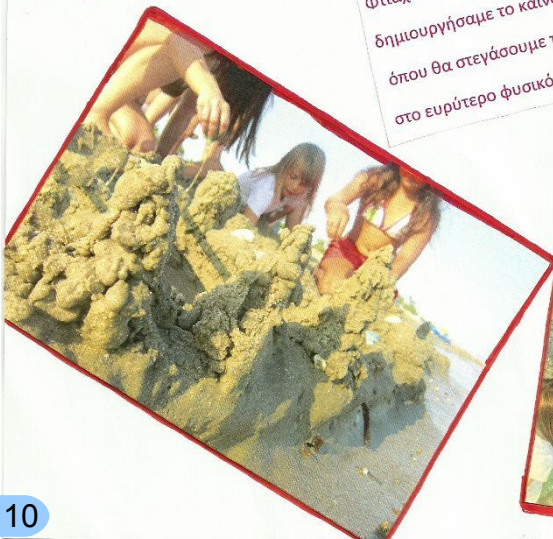 δημιουργήσαμε το
όπου θα στεγάσουμε
στο ευρύτερο φυσικό
10